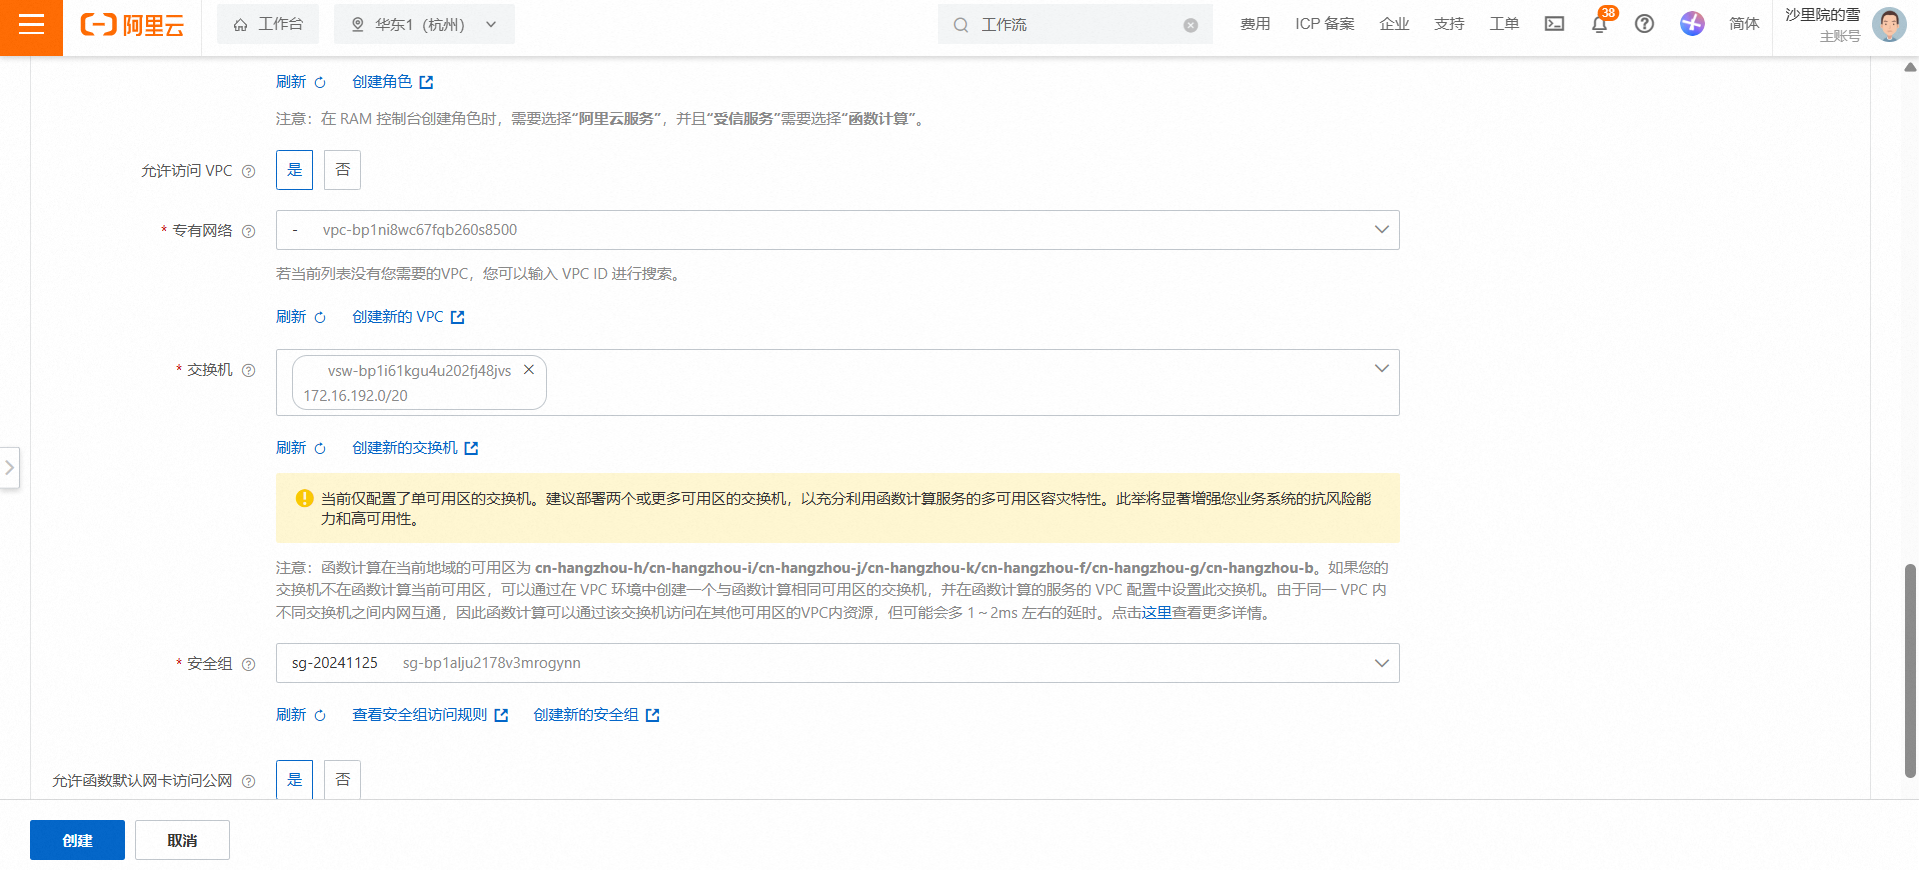 阿里云
工作台
华东1（杭州）
工作流
费用
ICP 备案
企业
支持
工单
38
简体
沙里院的雪
主账号
刷新 创建角色
注意：在 RAM 控制台创建角色时，需要选择“阿里云服务”，并且“受信服务”需要选择“函数计算”。
允许访问 VPC 是 否
* 专有网络 - vpc-bp1ni8wc67fqb260s8500
若当前列表没有您需要的VPC，您可以输入 VPC ID 进行搜索。
刷新 创建新的 VPC
* 交换机 vsw-bp1i61kgu4u202fj48jvs
172.16.192.0/20
刷新 创建新的交换机
当前仅配置了单可用区的交换机。建议部署两个或更多可用区的交换机，以充分利用函数计算服务的多可用区容灾特性。此举将显著增强您业务系统的抗风险能
力和高可用性。
注意：函数计算在当前地域的可用区为 cn-hangzhou-h/cn-hangzhou-i/cn-hangzhou-j/cn-hangzhou-k/cn-hangzhou-f/cn-hangzhou-g/cn-hangzhou-b。如果您的
交换机不在函数计算当前可用区，可以通过在 VPC 环境中创建一个与函数计算相同可用区的交换机，并在函数计算的服务的 VPC 配置中设置此交换机。由于同一 VPC 内
不同交换机之间内网互通，因此函数计算可以通过该交换机访问在其他可用区的VPC内资源，但可能会多 1～2ms 左右的延时。点击这里查看更多详情。
* 安全组 sg-20241125 sg-bp1alju2178v3mrogynn
刷新 查看安全组访问规则 创建新的安全组
允许函数默认网卡访问公网 是 否
创建 取消